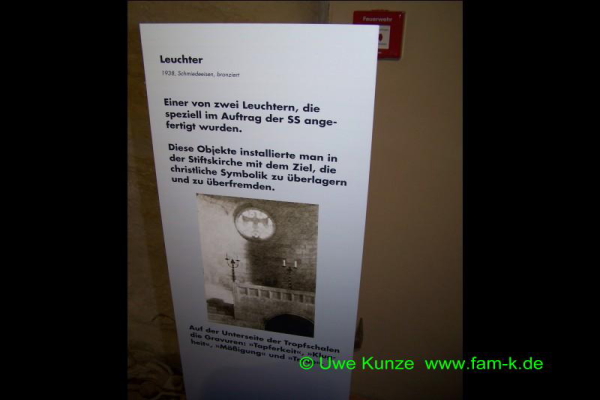 Feuerwehr
Leuchter
1938, Schmiedeeisen, bronziert
Einer von zwei Leuchtern, die
speziell im Auftrag der SS ange-
fertigt wurden.
Diese Objekte installierte man in
der Stiftskirche mit dem Ziel, die
christliche Symbolik zu überlagern
und zu überfremden.
Auf der Unterseite der Tropfschalen
die Gravuren: »Tapferkeit«,
heit«, »Mäßigung« und
© Uwe Kunze www.fam-k.de